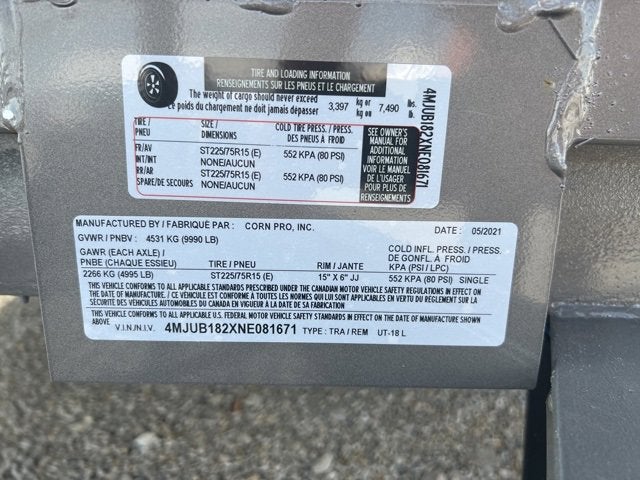 TIRE AND LOADING INFORMATION
RENSEIGNEMENTS SUR LES PNEUS ET LE CHARGEMENT
The weight of cargo should never exceed
Le poids du chargement ne doit jamais dépasser 3,397 kg or kg ou 7,490 lbs. lb.
TIRE / PNEU SIZE / DIMENSIONS COLD TIRE PRESS. / PRESS. DES PNEUS À FROID
FR/AV ST225/75R15 (E) 552 KPA (80 PSI)
INT/INT NONE/AUCUN
RR/AR ST225/75R15 (E) 552 KPA (80 PSI)
SPARE/DE SECOURS NONE/AUCUN
SEE OWNER'S
MANUAL FOR
ADDITIONAL
INFORMATION
VOIR LE MANUEL
DE L'USAGER
POUR PLUS DE
RENSEIGNEMENTS
4MJUB182XNE081671
MANUFACTURED BY / FABRIQUÉ PAR : CORN PRO, INC. DATE : 05/2021
GVWR / PNBV : 4531 KG (9990 LB)
GAWR (EACH AXLE) / PNBE (CHAQUE ESSIEU) TIRE / PNEU RIM / JANTE COLD INFL. PRESS. / PRESS. DE GONFL. À FROID KPA (PSI / LPC)
2266 KG (4995 LB) ST225/75R15 (E) 15" X 6" JJ 552 KPA (80 PSI) SINGLE
THIS VEHICLE CONFORMS TO ALL APPLICABLE STANDARDS PRESCRIBED UNDER THE CANADIAN MOTOR VEHICLE SAFETY REGULATIONS IN EFFECT
ON THE DATE OF MANUFACTURE / CE VÉHICULE EST CONFORME À TOUTES LES NORMES QUI LUI SONT APPLICABLES EN VERTU DU RÈGLEMENT SUR LA
SÉCURITÉ DES VÉHICULES AUTOMOBILES DU CANADA EN VIGUEUR À LA DATE DE SA FABRICATION.
THIS VEHICLE CONFORMS TO ALL APPLICABLE U.S. FEDERAL MOTOR VEHICLE SAFETY STANDARDS IN EFFECT ON THE DATE OF MANUFACTURE SHOWN
ABOVE
V.I.N./N.I.V. 4MJUB182XNE081671 TYPE : TRA / REM UT-18 L